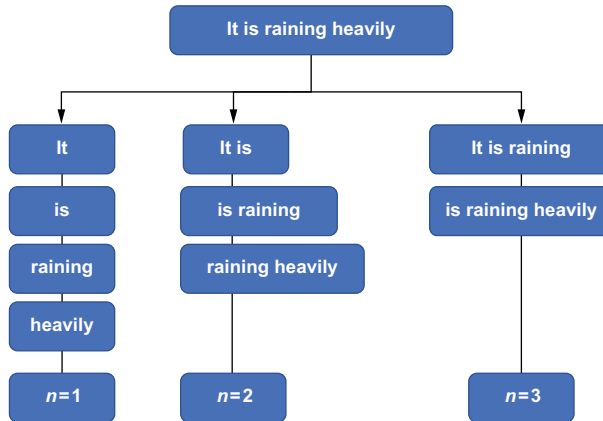 It is raining heavily
It
It is
It is raining
is
is raining
is raining heavily
raining
raining heavily
heavily
n=1
n=2
n=3